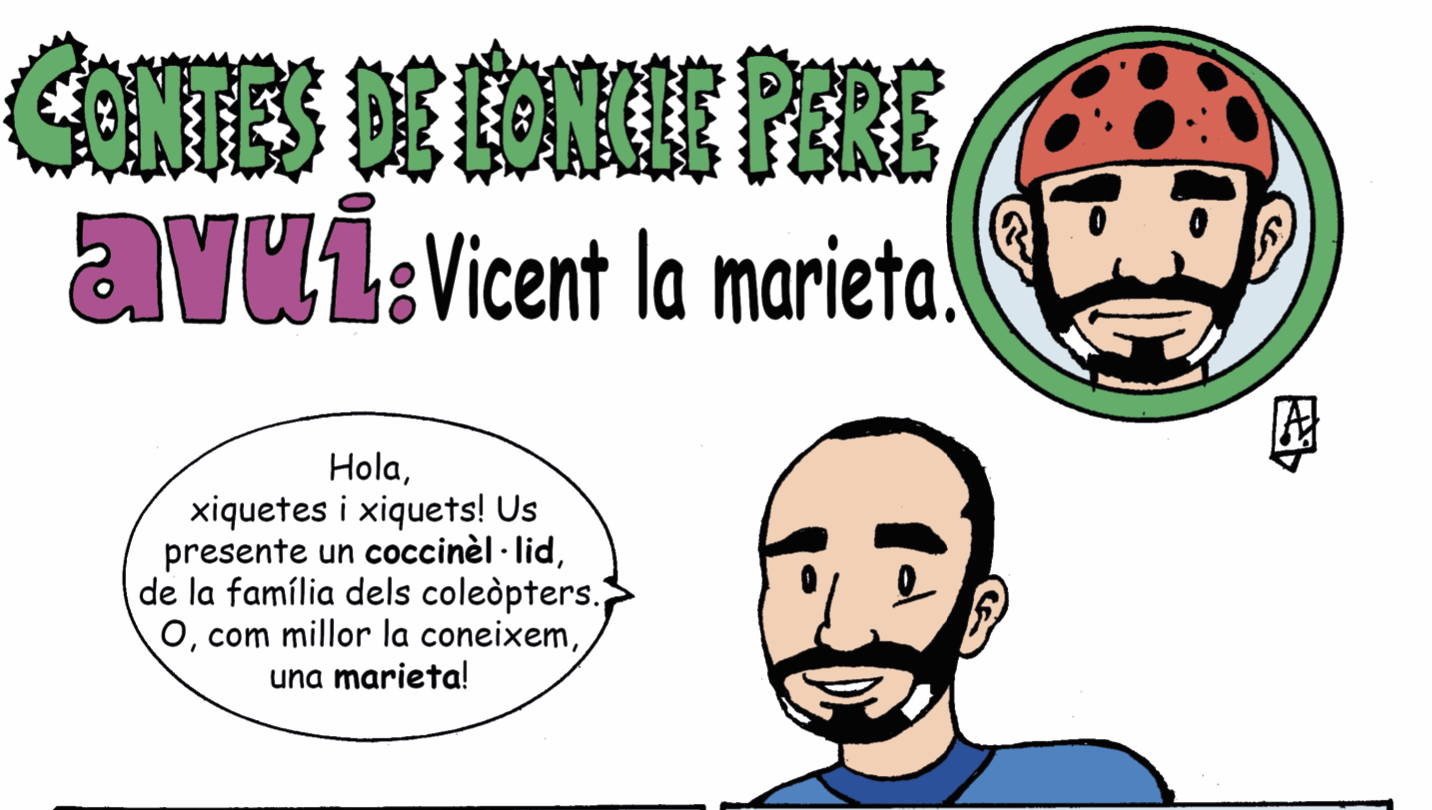 CONTES DE L'ONCLE PERE
avui: Vicent la marieta.
A.
Hola,
xiquetes i xiquets! Us
presente un coccinèl·lid,
de la família dels coleòpters.
O, com millor la coneixem,
una marieta!